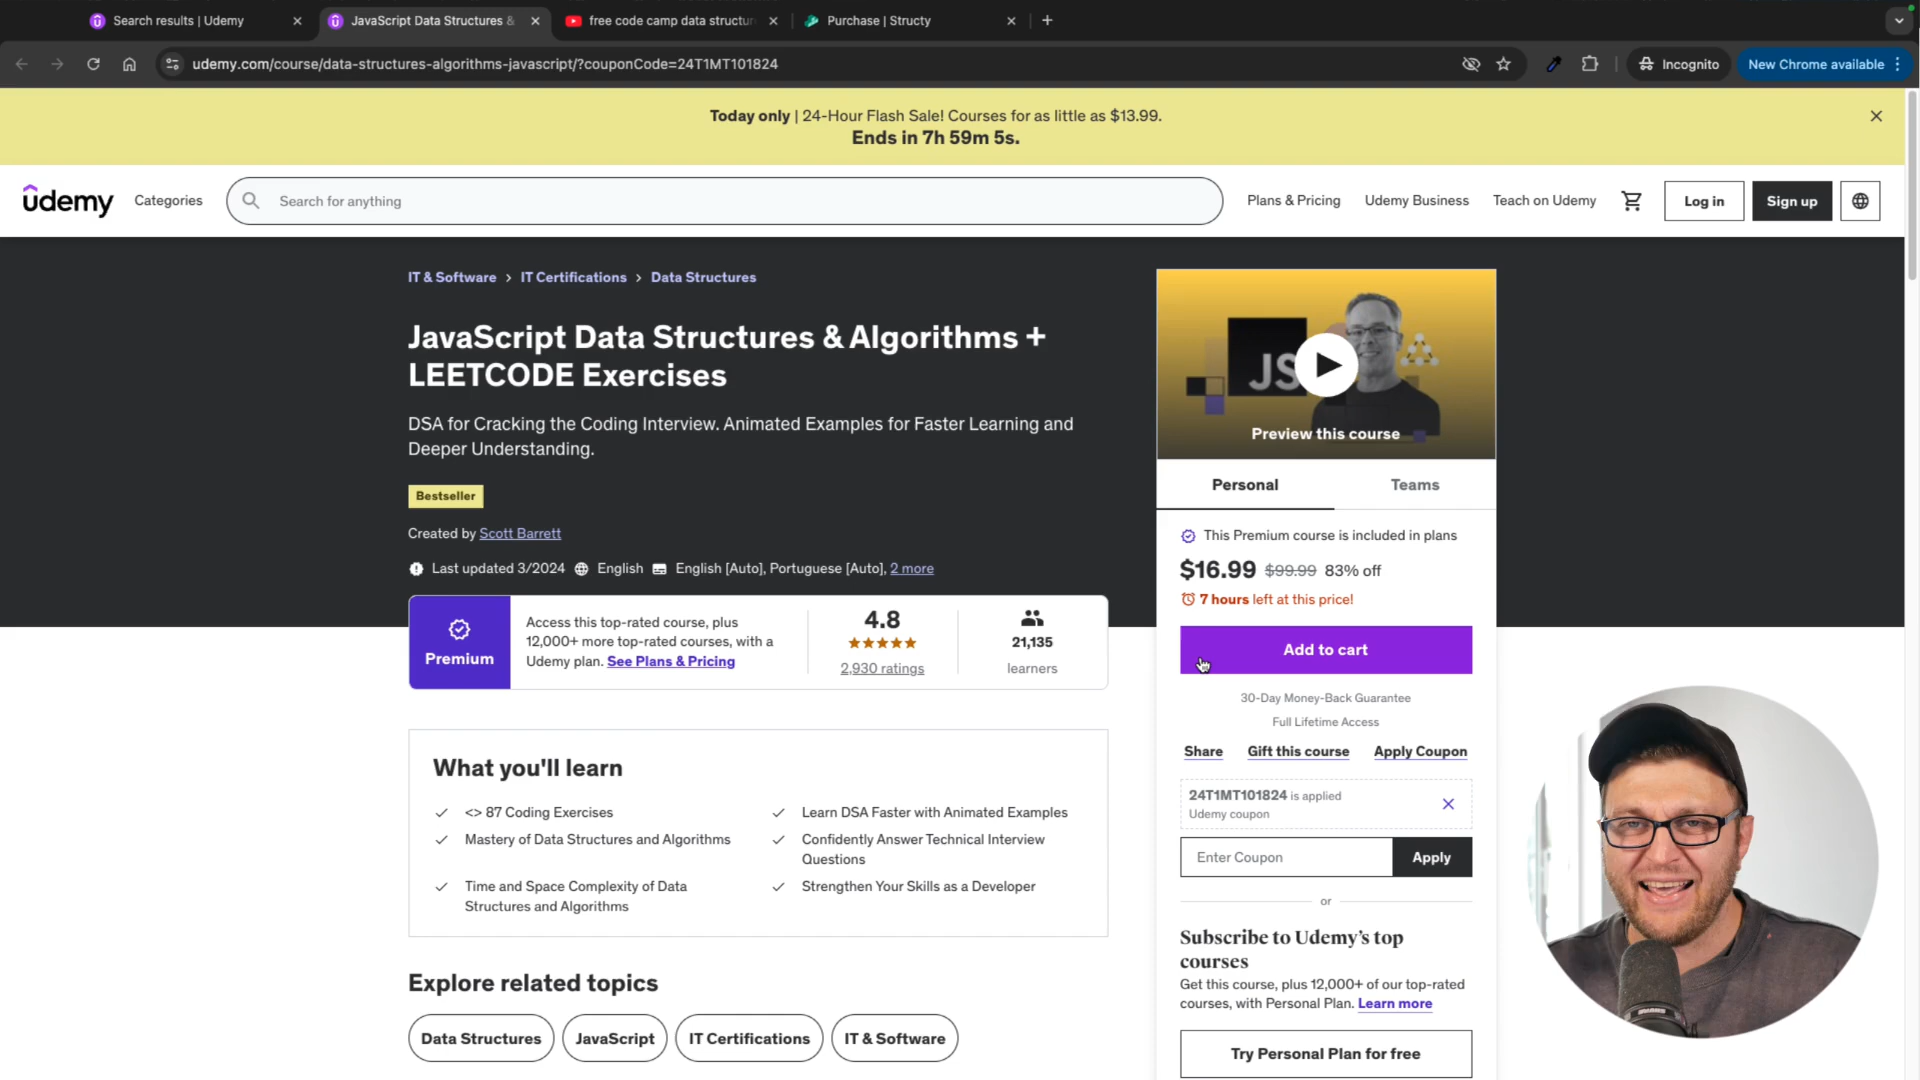 Search results | Udemy
JavaScript Data Structures &
free code camp data structur
Purchase | Structy
udemy.com/course/data-structures-algorithms-javascript/?couponCode=24T1MT101824
Incognito
New Chrome available
Today only | 24-Hour Flash Sale! Courses for as little as $13.99.
Ends in 7h 59m 5s.
udemy
Categories
Search for anything
Plans & Pricing
Udemy Business
Teach on Udemy
Log in
Sign up
IT & Software > IT Certifications > Data Structures
JavaScript Data Structures & Algorithms +
LEETCODE Exercises
DSA for Cracking the Coding Interview. Animated Examples for Faster Learning and
Deeper Understanding.
Bestseller
Created by Scott Barrett
Last updated 3/2024 English English [Auto], Portuguese [Auto], 2 more
Premium
Access this top-rated course, plus
12,000+ more top-rated courses, with a
Udemy plan. See Plans & Pricing
4.8
2,930 ratings
21,135
learners
What you'll learn
<> 87 Coding Exercises
Mastery of Data Structures and Algorithms
Time and Space Complexity of Data
Structures and Algorithms
Learn DSA Faster with Animated Examples
Confidently Answer Technical Interview
Questions
Strengthen Your Skills as a Developer
Explore related topics
Data Structures
JavaScript
IT Certifications
IT & Software
JS
Preview this course
Personal
Teams
This Premium course is included in plans
$16.99 $99.99 83% off
7 hours left at this price!
Add to cart
30-Day Money-Back Guarantee
Full Lifetime Access
Share
Gift this course
Apply Coupon
24T1MT101824 is applied
Udemy coupon
Enter Coupon
Apply
or
Subscribe to Udemy's top
courses
Get this course, plus 12,000+ of our top-rated
courses, with Personal Plan. Learn more
Try Personal Plan for free